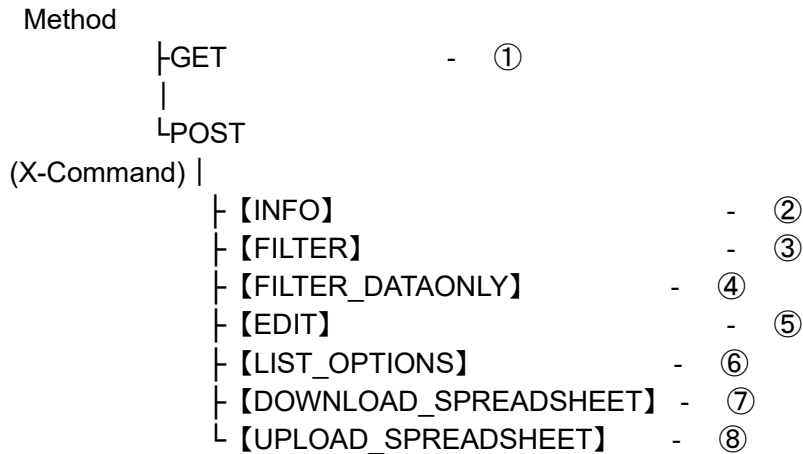 Method
├GET - ①
│
└POST
(X-Command)│
├【INFO】 - ②
├【FILTER】 - ③
├【FILTER_DATAONLY】 - ④
├【EDIT】 - ⑤
├【LIST_OPTIONS】 - ⑥
├【DOWNLOAD_SPREADSHEET】 - ⑦
└【UPLOAD_SPREADSHEET】 - ⑧